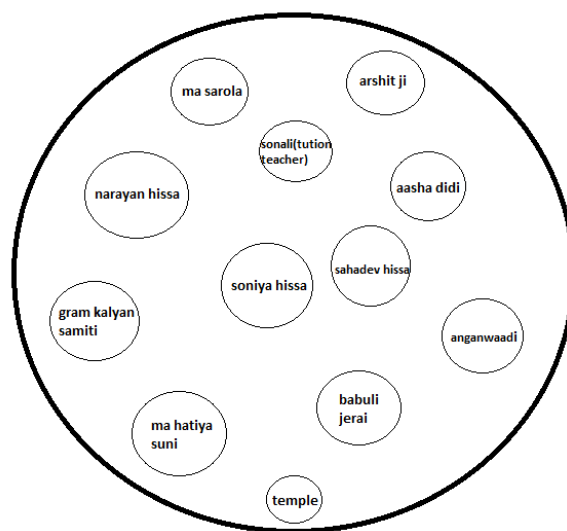 arshit ji
ma sarola
sonali(tution
teacher)
aasha didi
narayan hissa
sahadev hissa
soniya hissa
gram kalyan
samiti
anganwaadi
babuli
jerai
ma hatiya
suni
temple